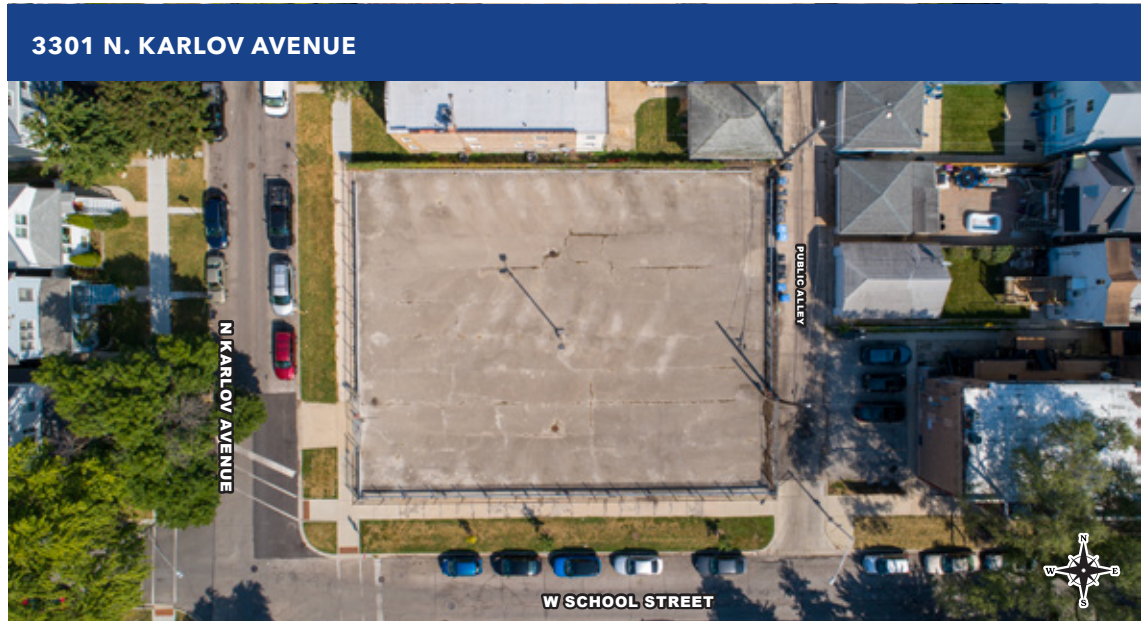 3301 N. KARLOV AVENUE
PUBLIC ALLEY
N KARLOV AVENUE
W SCHOOL STREET
N
W E
S